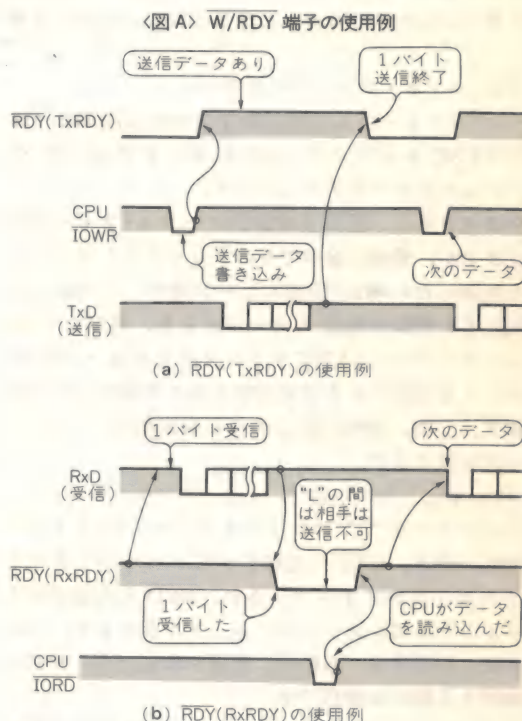 〈図A〉 W/RDY 端子の使用例
送信データあり
1バイト
送信終了
RDY(TxRDY)
CPU
IOWR
送信データ
書き込み
次のデータ
TxD
(送信)
(a) RDY(TxRDY)の使用例
1バイト受信
次のデータ
RxD
(受信)
"L"の間
は相手は
送信不可
RDY(RxRDY)
1バイト
受信した
CPUがデータ
を読み込んだ
CPU
IORD
(b) RDY(RxRDY)の使用例